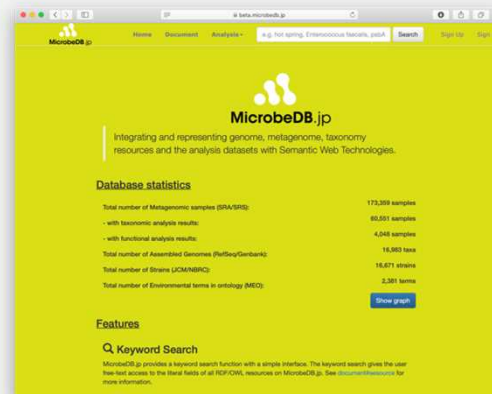 beta.microbedb.jp
MicrobeDB.jp
Home Document Analysis e.g. hot spring, Enterococcus faecalis, psbA Search Sign Up Sign
MicrobeDB.jp
Integrating and representing genome, metagenome, taxonomy
resources and the analysis datasets with Semantic Web Technologies.
Database statistics
Total number of Metagenomic samples (SRA/SRS): 173,359 samples
- with taxonomic analysis results: 80,551 samples
- with functional analysis results: 4,048 samples
Total number of Assembled Genomes (RefSeq/Genbank): 16,983 taxa
Total number of Strains (JCM/NBRC): 16,671 strains
Total number of Environmental terms in ontology (MEO): 2,381 terms
Show graph
Features
Keyword Search
MicrobeDB.jp provides a keyword search function with a simple interface. The keyword search gives the user
free-text access to the literal fields of all RDF/OWL resources on MicrobeDB.jp. See document#resource for
more information.